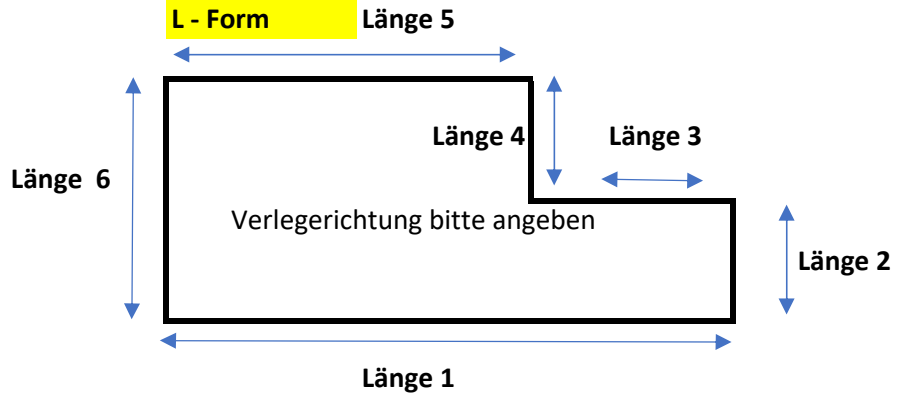 L - Form
Länge 5
Länge 4
Länge 3
Länge 6
Verlegerichtung bitte angeben
Länge 2
Länge 1